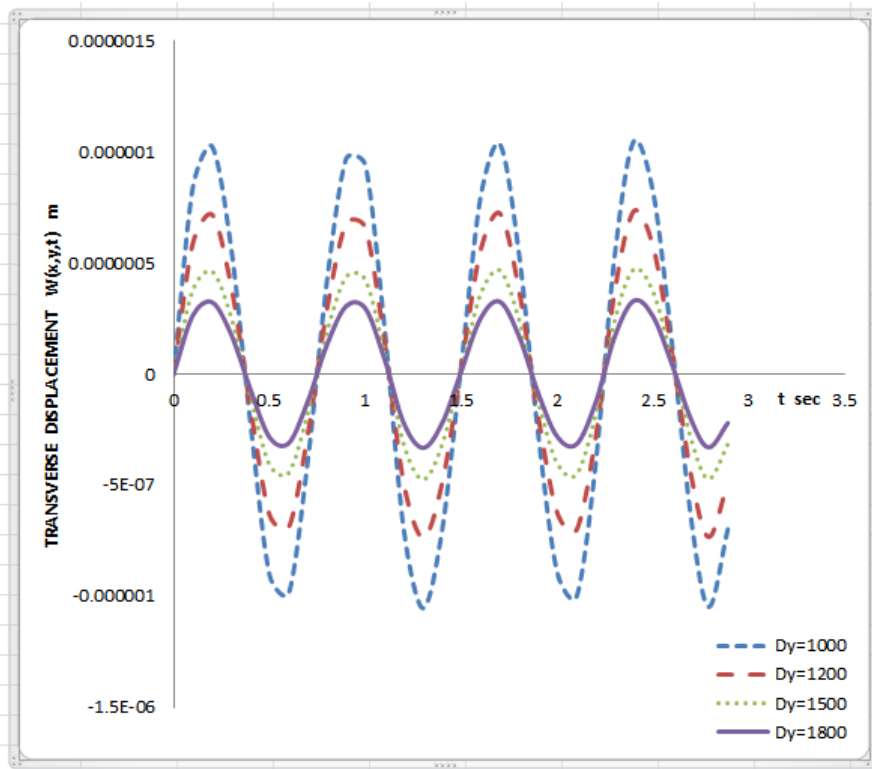 0.0000015
0.000001
0.0000005
0
-5E-07
-0.000001
-1.5E-06
TRANSVERSE DISPLACEMENT W(x,y,t) m
0 0.5 1 1.5 2 2.5 3 3.5
t sec
Dy=1000
Dy=1200
Dy=1500
Dy=1800